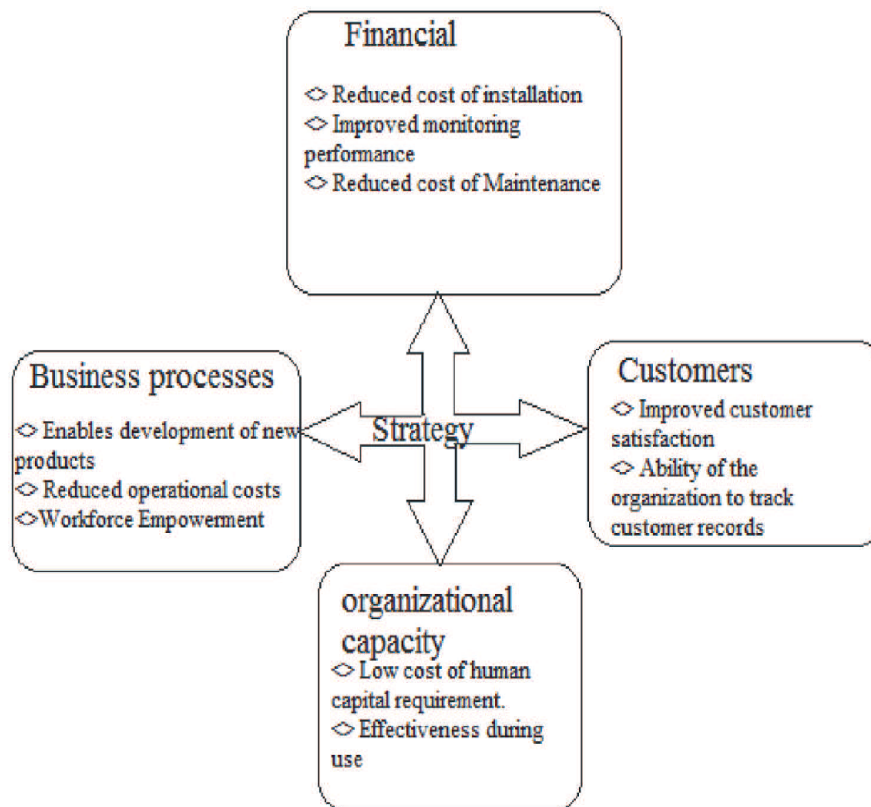 Financial
◇ Reduced cost of installation
◇ Improved monitoring
performance
◇ Reduced cost of Maintenance
Business processes
◇ Enables development of new
products
◇ Reduced operational costs
◇Workforce Empowerment
Strategy
Customers
◇ Improved customer
satisfaction
◇ Ability of the
organization to track
customer records
organizational
capacity
◇ Low cost of human
capital requirement.
◇ Effectiveness during
use